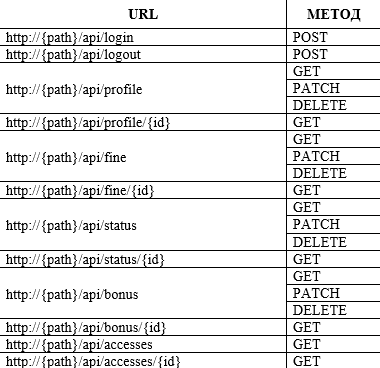 URL МЕТОД
http://{path}/api/login POST
http://{path}/api/logout POST
http://{path}/api/profile GET
PATCH
DELETE
http://{path}/api/profile/{id} GET
http://{path}/api/fine GET
PATCH
DELETE
http://{path}/api/fine/{id} GET
http://{path}/api/status GET
PATCH
DELETE
http://{path}/api/status/{id} GET
http://{path}/api/bonus GET
PATCH
DELETE
http://{path}/api/bonus/{id} GET
http://{path}/api/accesses GET
http://{path}/api/accesses/{id} GET